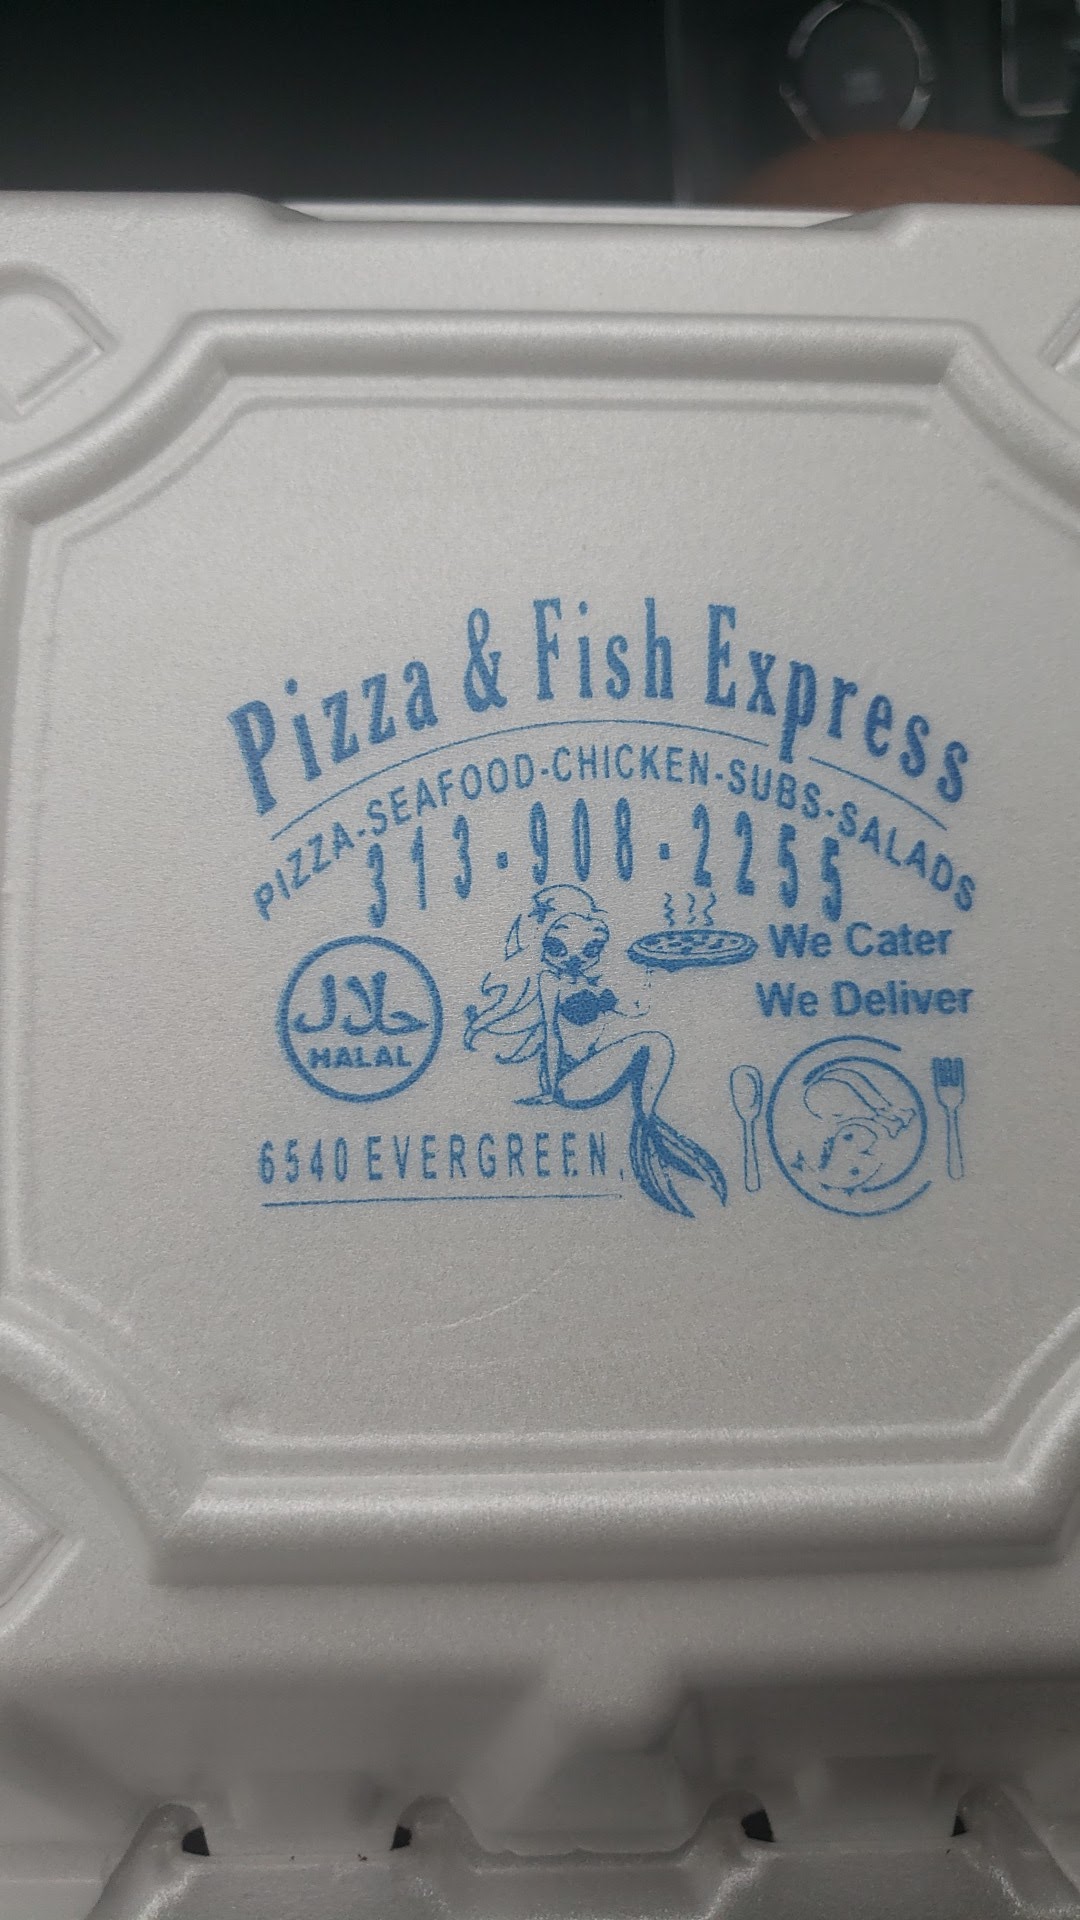 Pizza & Fish Express
PIZZA-SEAFOOD-CHICKEN-SUBS-SALADS
313-908-2255
We Cater
We Deliver
حلال
HALAL
6540 EVERGREEN.